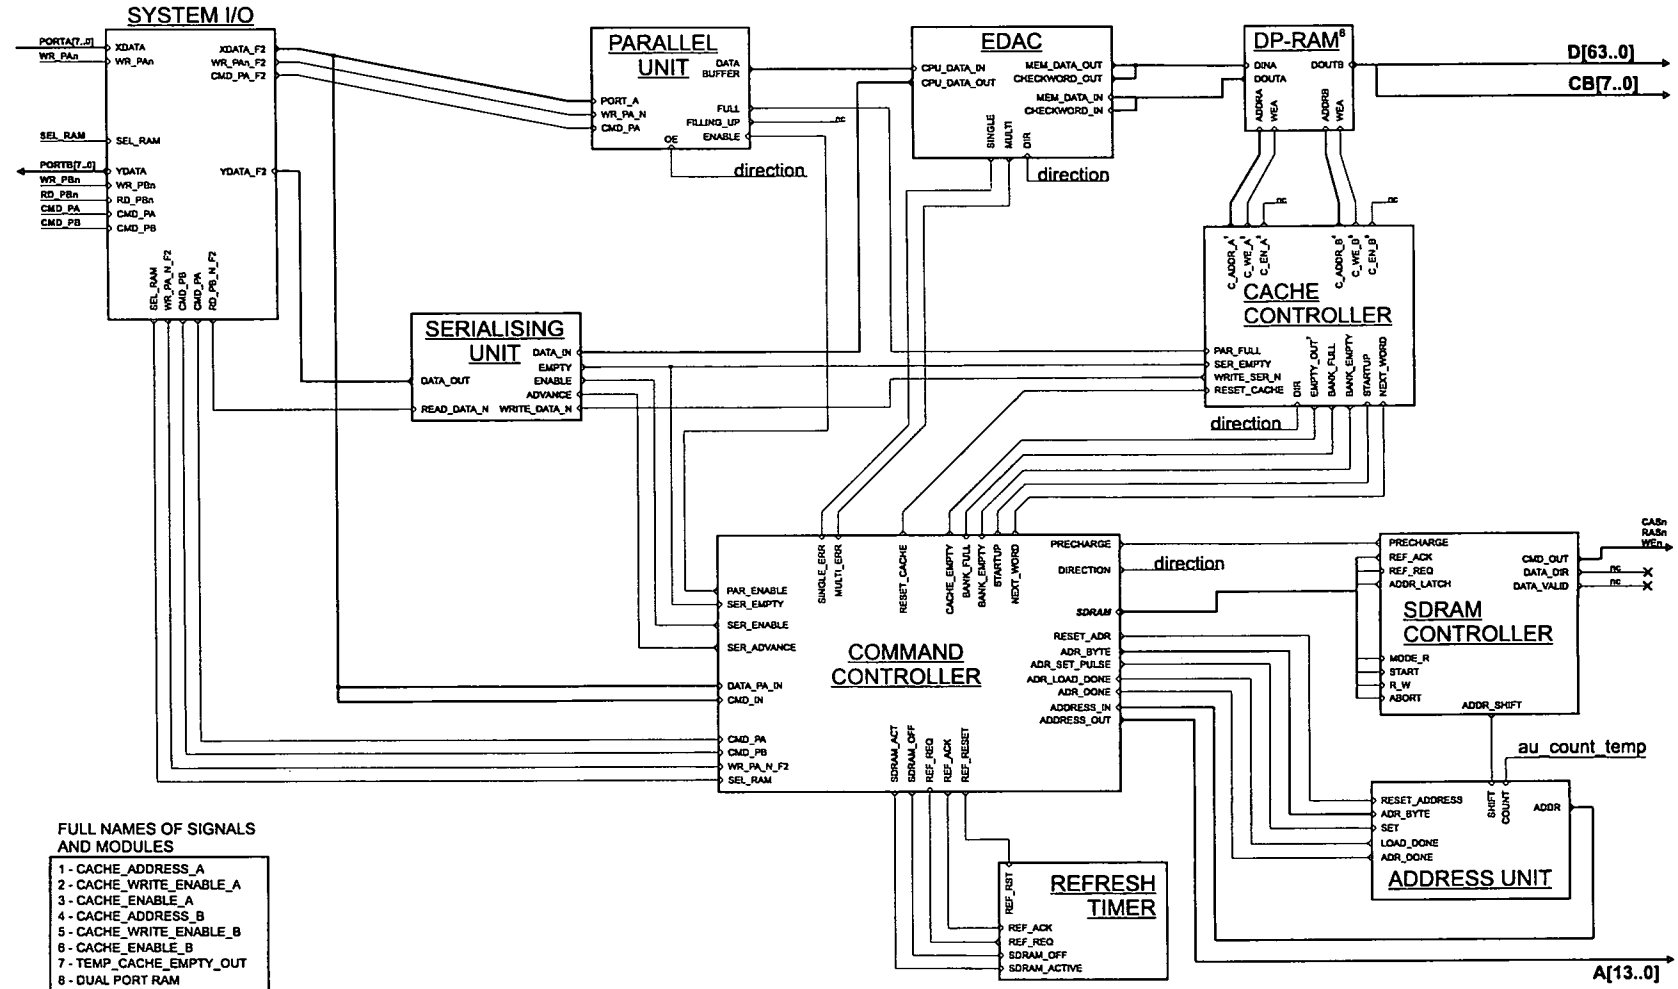 SYSTEM I/O
PORTA[7..0]
WR_PAn
XDATA
WR_PAn
XDATA_F2
WR_PAn_F2
CMD_PA_F2
SEL_RAM
SEL_RAM
PORTB[7..0]
WR_PBn
RD_PBn
CMD_PA
CMD_PB
YDATA
WR_PBn
RD_PBn
CMD_PA
CMD_PB
YDATA_F2
SEL_RAM
WR_PA_N_F2
CMD_PB
CMD_PA
RD_PB_N_F2
PARALLEL
UNIT
DATA
BUFFER
PORT_A
WR_PA_N
CMD_PA
FULL
FILLING_UP
ENABLE
OE
nc
direction
EDAC
CPU_DATA_IN
CPU_DATA_OUT
MEM_DATA_OUT
CHECKWORD_OUT
MEM_DATA_IN
CHECKWORD_IN
SINGLE
MULTI
DIR
direction
DP-RAM8
DINA
DOUTA
DOUTB
ADDRA
WEA
ADDRB
WEA
D[63..0]
CB[7..0]
nc
nc
C_ADDR_A1
C_WE_A2
C_EN_A3
C_ADDR_B4
C_WE_B5
C_EN_B6
CACHE
CONTROLLER
PAR_FULL
SER_EMPTY
WRITE_SER_N
RESET_CACHE
DIR
EMPTY_OUT7
BANK_FULL
BANK_EMPTY
STARTUP
NEXT_WORD
direction
SERIALISING
UNIT
DATA_IN
EMPTY
ENABLE
ADVANCE
WRITE_DATA_N
DATA_OUT
READ_DATA_N
SINGLE_ERR
MULTI_ERR
RESET_CACHE
CACHE_EMPTY
BANK_FULL
BANK_EMPTY
STARTUP
NEXT_WORD
PAR_ENABLE
SER_EMPTY
SER_ENABLE
SER_ADVANCE
DATA_PA_IN
CMD_IN
CMD_PA
CMD_PB
WR_PA_N_F2
SEL_RAM
COMMAND
CONTROLLER
PRECHARGE
DIRECTION
SDRAM
RESET_ADR
ADR_BYTE
ADR_SET_PULSE
ADR_LOAD_DONE
ADR_DONE
ADDRESS_IN
ADDRESS_OUT
SDRAM_ACT
SDRAM_OFF
REF_REQ
REF_ACK
REF_RESET
direction
PRECHARGE
REF_ACK
REF_REQ
ADDR_LATCH
CMD_OUT
DATA_DIR
DATA_VALID
CASn
RASn
WEn
nc
nc
SDRAM
CONTROLLER
MODE_R
START
R_W
ABORT
ADDR_SHIFT
au_count_temp
RESET_ADDRESS
ADR_BYTE
SET
LOAD_DONE
ADR_DONE
SHIFT
COUNT
ADDR
ADDRESS UNIT
REFRESH
TIMER
REF_RST
REF_ACK
REF_REQ
SDRAM_OFF
SDRAM_ACTIVE
A[13..0]
FULL NAMES OF SIGNALS
AND MODULES
1 - CACHE_ADDRESS_A
2 - CACHE_WRITE_ENABLE_A
3 - CACHE_ENABLE_A
4 - CACHE_ADDRESS_B
5 - CACHE_WRITE_ENABLE_B
6 - CACHE_ENABLE_B
7 - TEMP_CACHE_EMPTY_OUT
8 - DUAL PORT RAM